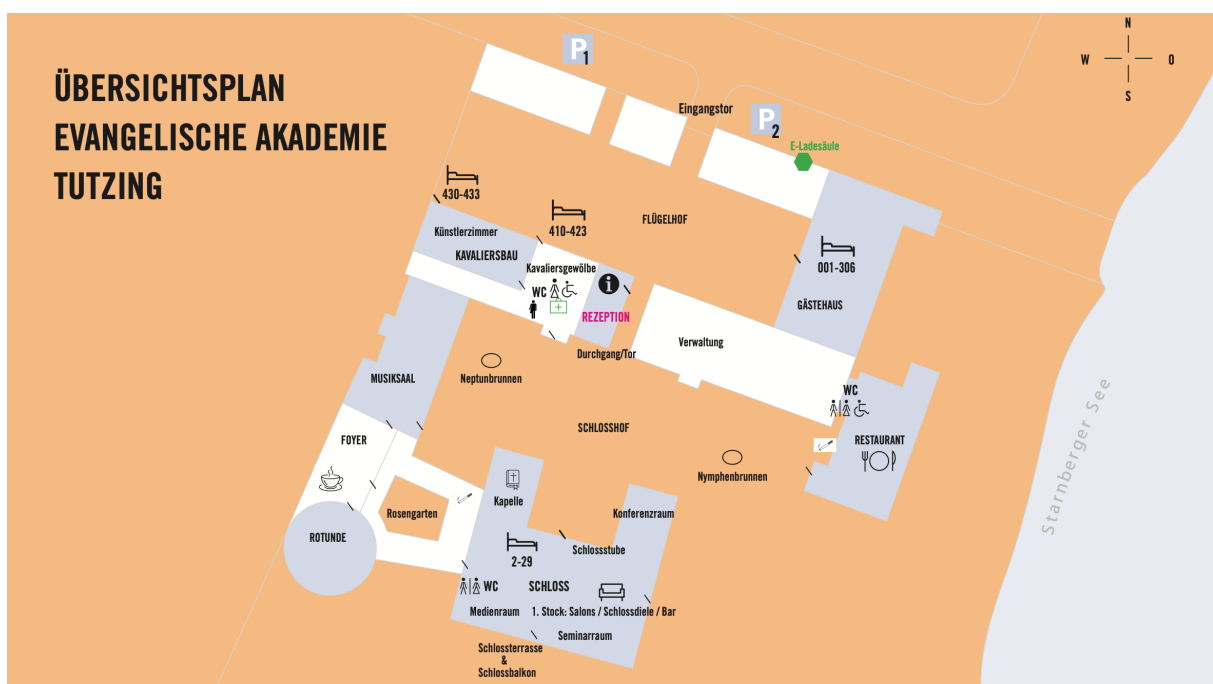 ÜBERSICHTSPLAN
EVANGELISCHE AKADEMIE
TUTZING
P1
Eingangstor
P2
E-Ladesäule
N
W O
S
430-433
410-423
FLÜGELHOF
Künstlerzimmer
KAVALIERSBAU
Kavaliersgewölbe
WC
i
REZEPTION
001-306
GÄSTEHAUS
Durchgang/Tor
Verwaltung
MUSIKSAAL
Neptunbrunnen
WC
SCHLOSSHOF
RESTAURANT
FOYER
Nymphenbrunnen
Starnberger See
Kapelle
Rosengarten
Konferenzraum
ROTUNDE
Schlossstube
2-29
WC
SCHLOSS
Medienraum
1. Stock: Salons / Schlossdiele / Bar
Seminarraum
Schlossterrasse
&
Schlossbalkon